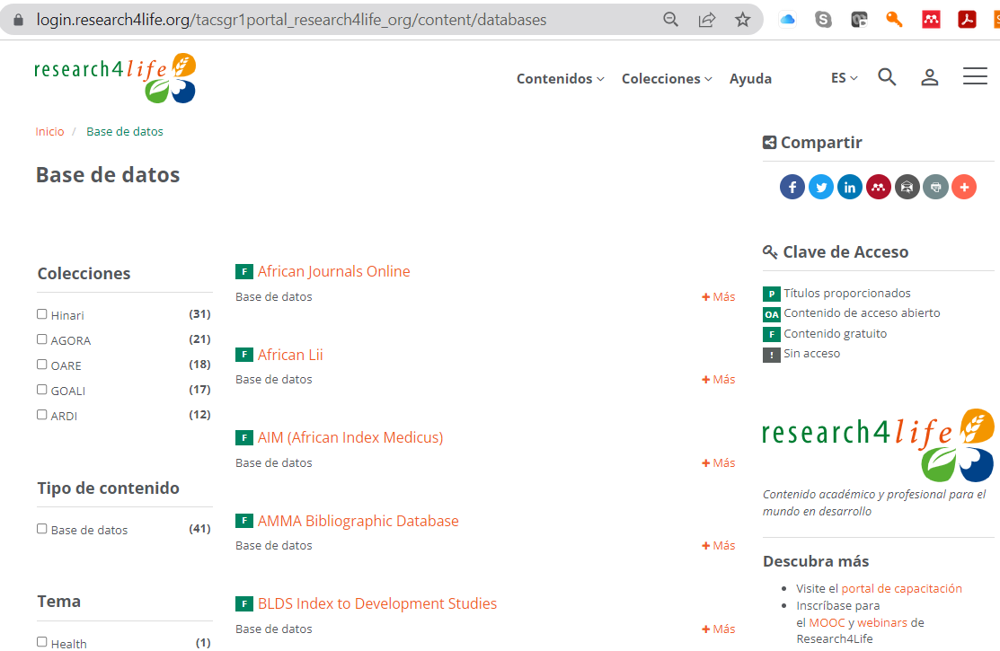 login.research4life.org/tacsgr1portal_research4life_org/content/databases
research4life
Contenidos
Colecciones
Ayuda
ES
Inicio / Base de datos
Base de datos
Colecciones
Hinari (31)
AGORA (21)
OARE (18)
GOALI (17)
ARDI (12)
Tipo de contenido
Base de datos (41)
Tema
Health (1)
F African Journals Online
Base de datos
+ Más
F African Lii
Base de datos
+ Más
F AIM (African Index Medicus)
Base de datos
+ Más
F AMMA Bibliographic Database
Base de datos
+ Más
F BLDS Index to Development Studies
Base de datos
+ Más
Compartir
Clave de Acceso
P Títulos proporcionados
OA Contenido de acceso abierto
F Contenido gratuito
! Sin acceso
research4life
Contenido académico y profesional para el
mundo en desarrollo
Descubra más
Visite el portal de capacitación
Inscríbase para
el MOOC y webinars de
Research4Life